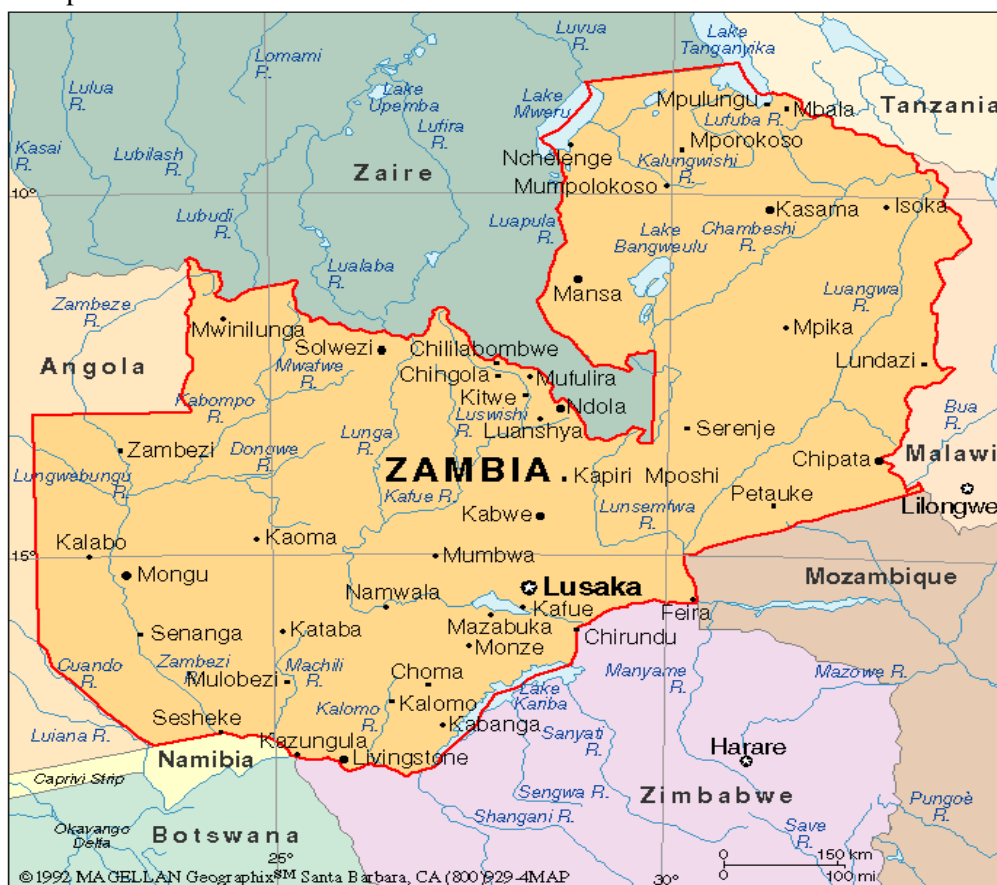 Luvua
R.
Lake
Tanganyika
Lomami
R.
Lulua
R.
Lake
Upemba
Lake
Mweru
Mpulungu
Mbala
Tanzania
Lufuba R.
Lufira
R.
Kasai
R.
Lubilash
R.
Mporokoso
Nchelenge
Kalungwishi
R.
Zaire
Mumpolokoso
10°
Kasama
Isoka
Lubudi
R.
Luapula
R.
Lake
Bangweulu
Chambeshi
R.
Lualaba
R.
Mansa
Luangwa
R.
Zambeze
R.
Mwinilunga
Mpika
Solwezi
Chililabombwe
Lundazi
Angola
Mwafwe
R.
Chingola
Mufulira
Kabompo
R.
Kitwe
Ndola
Luswishi
R.
Luanshya
Bua
R.
Lunga
R.
Serenje
Zambezi
Dongwe
R.
Malawi
Chipata
Lungwebungu
R.
ZAMBIA
Kapiri Mposhi
Kafue R.
Petauke
Lilongwe
Lunsemfwa
R.
Kabwe
Kaoma
Kalabo
15°
Mumbwa
Mongu
Mozambique
Lusaka
Namwala
Kafue
Feira
Mazabuka
Senanga
Kataba
Chirundu
Monze
Guando
R.
Zambezi
R.
Machili
R.
Manyame
R.
Mazowe R.
Mulobezi
Choma
Lake
Kariba
Kalomo
R.
Kalomo
Sesheke
Kabanga
Sanyati
R.
Luiana R.
Kazungula
Harare
Namibia
Livingstone
Caprivi Strip
Sengwa R.
Zimbabwe
Pungoè
R.
Shangani R.
Okavango
Delta
Botswana
Save
R.
25°
30°
0 150 km
0 100 mi
©1992 MAGELLAN Geographix℠ Santa Barbara, CA (800) 929-4MAP